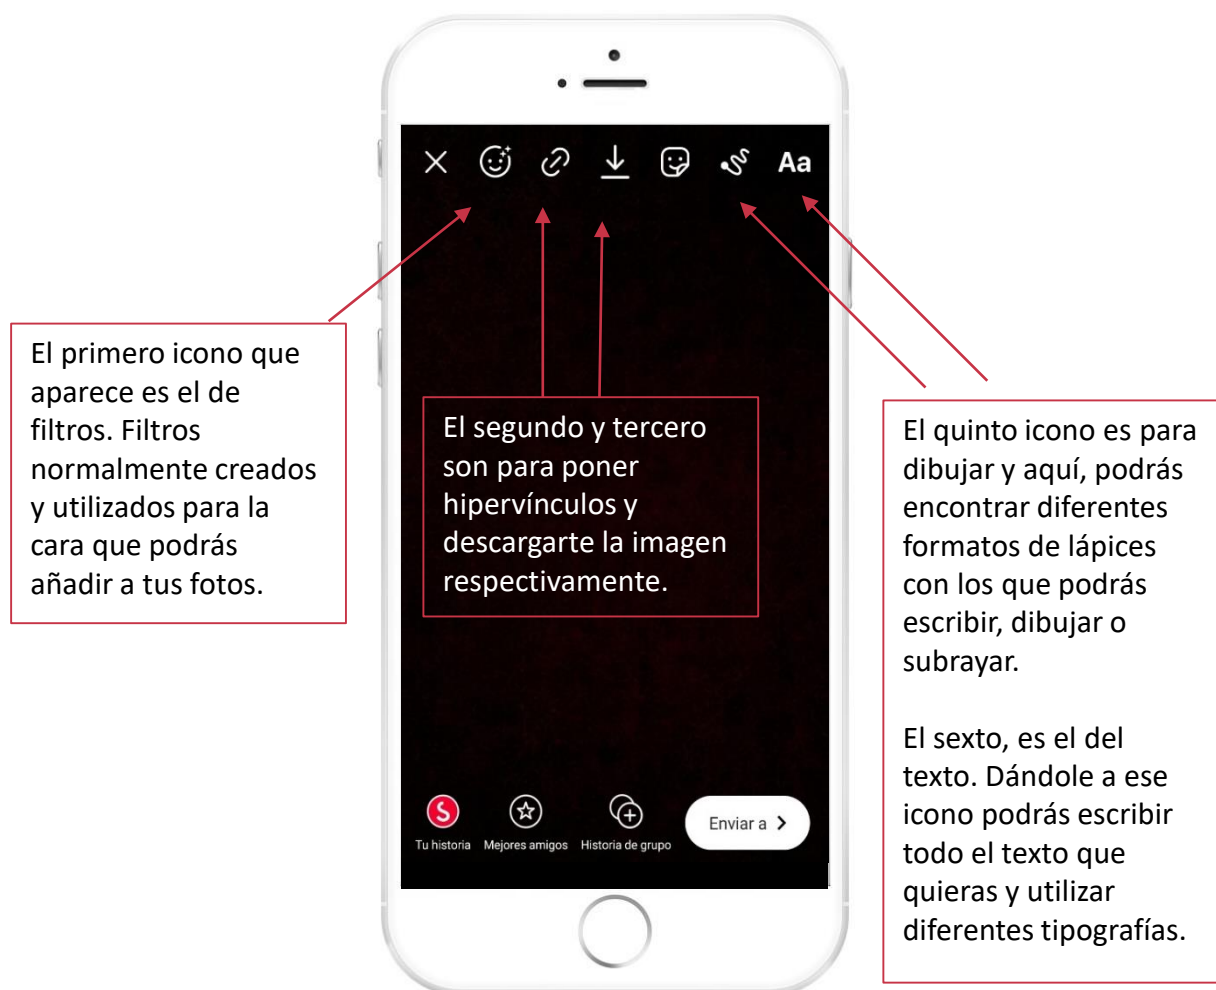 Aa
El primero icono que
aparece es el de
filtros. Filtros
normalmente creados
y utilizados para la
cara que podrás
añadir a tus fotos.
El segundo y tercero
son para poner
hipervínculos y
descargarte la imagen
respectivamente.
El quinto icono es para
dibujar y aquí, podrás
encontrar diferentes
formatos de lápices
con los que podrás
escribir, dibujar o
subrayar.
El sexto, es el del
texto. Dándole a ese
icono podrás escribir
todo el texto que
quieras y utilizar
diferentes tipografías.
Tu historia
Mejores amigos
Historia de grupo
Enviar a